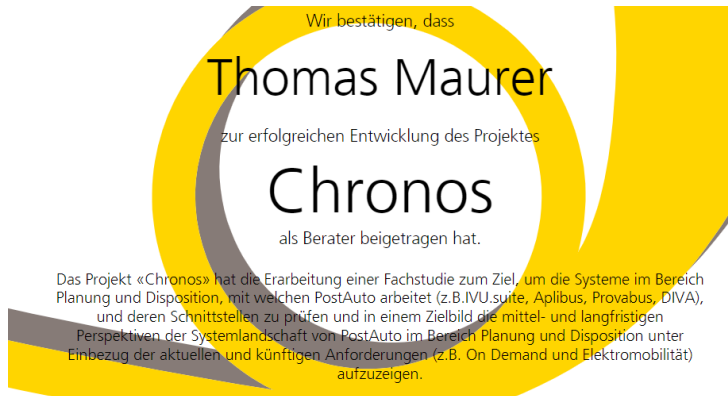 Wir bestätigen, dass
Thomas Maurer
zur erfolgreichen Entwicklung des Projektes
Chronos
als Berater beigetragen hat.
Das Projekt «Chronos» hat die Erarbeitung einer Fachstudie zum Ziel, um die Systeme im Bereich
Planung und Disposition, mit welchen PostAuto arbeitet (z.B.IVU.suite, Aplibus, Provabus, DIVA),
und deren Schnittstellen zu prüfen und in einem Zielbild die mittel- und langfristigen
Perspektiven der Systemlandschaft von PostAuto im Bereich Planung und Disposition unter
Einbezug der aktuellen und künftigen Anforderungen (z.B. On Demand und Elektromobilität)
aufzuzeigen.